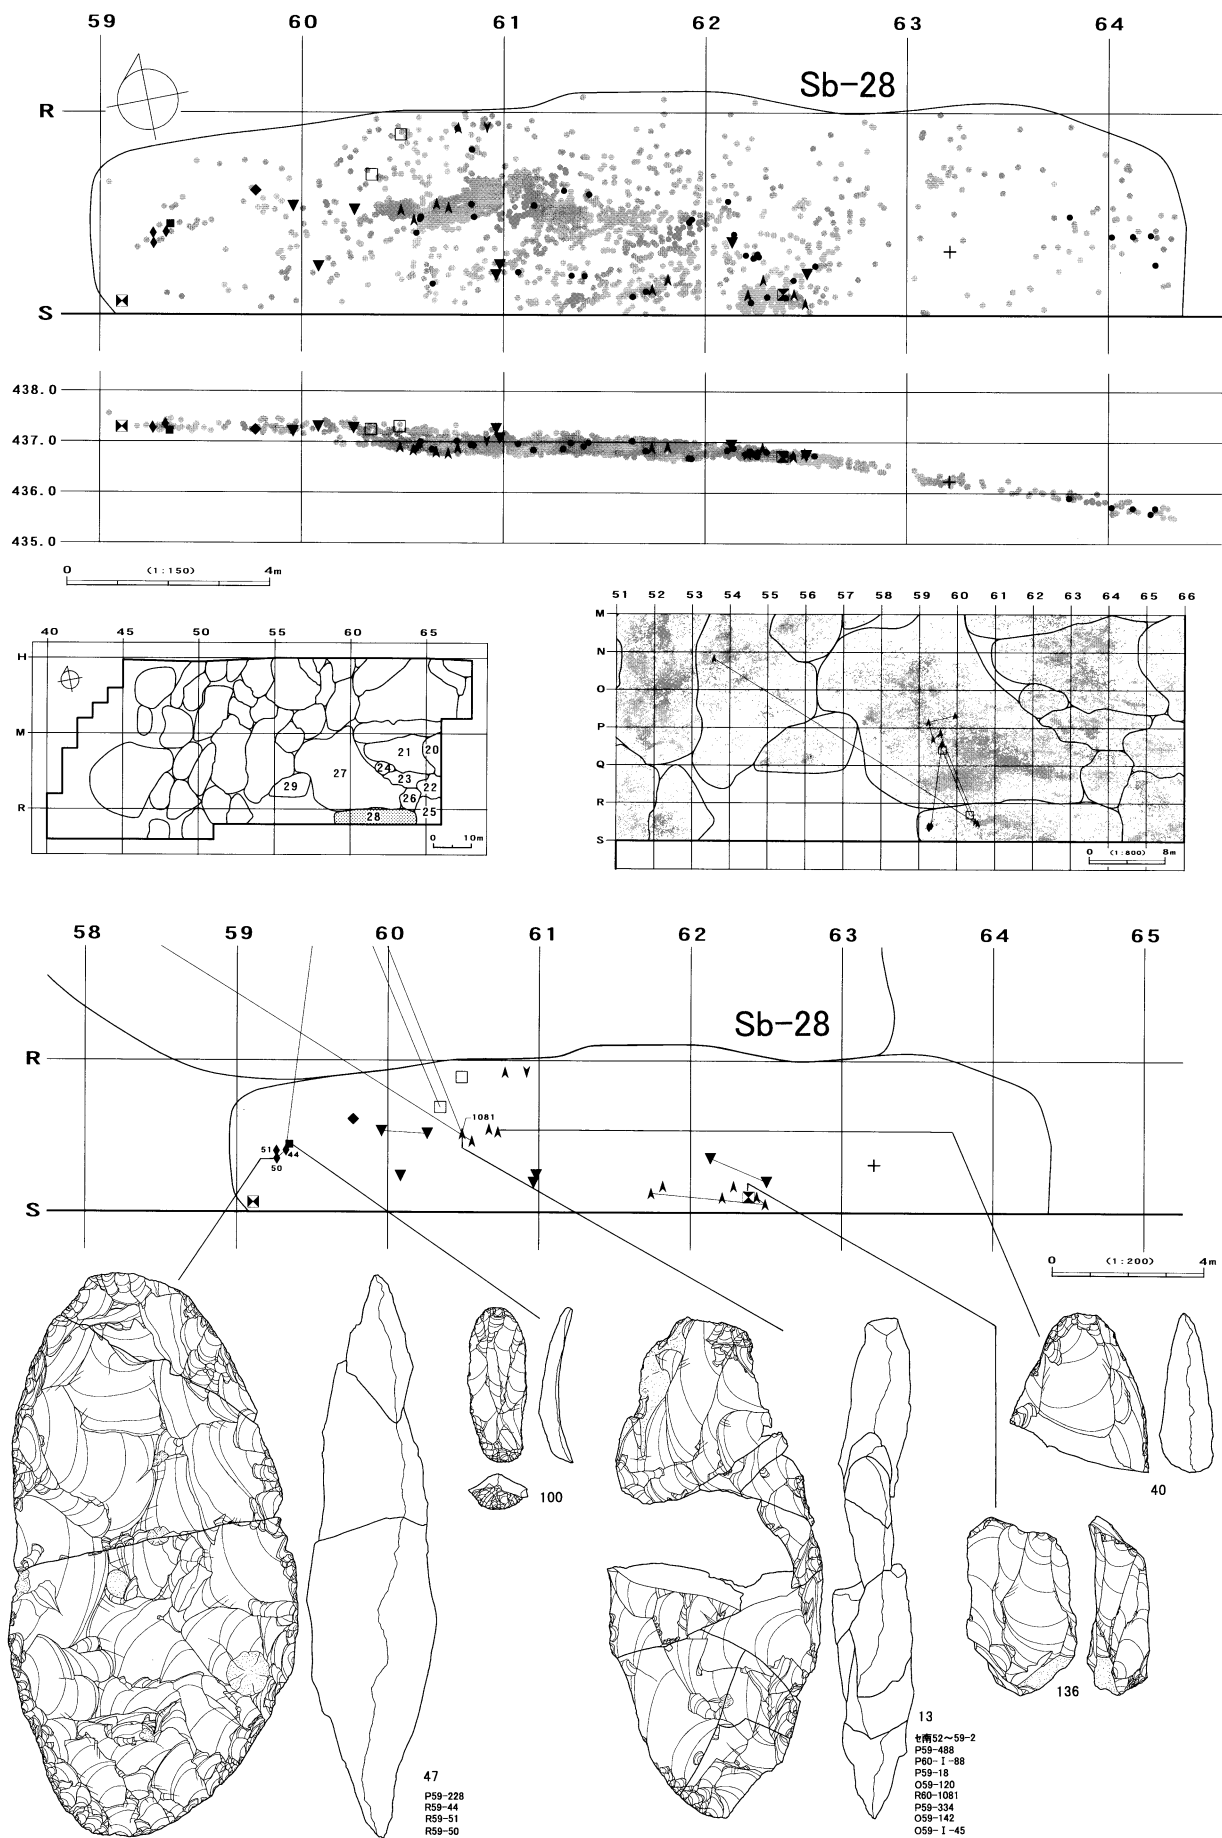 59 60 61 62 63 64
Sb-28
R
S
438.0
437.0
436.0
435.0
0 (1:150) 4m
40 45 50 55 60 65
H
M
R
21 20
24
27 23
22
29 26
28 25
0 10m
51 52 53 54 55 56 57 58 59 60 61 62 63 64 65 66
M
N
O
P
Q
R
S
0 (1:800) 8m
58 59 60 61 62 63 64 65
Sb-28
R
1081
51 44
50
S
0 (1:200) 4m
100
40
136
47
P59-228
R59-44
R59-51
R59-50
13
セ南52～59-2
P59-488
P60-Ⅰ-88
P59-18
O59-120
R60-1081
P59-334
O59-142
O59-Ⅰ-45